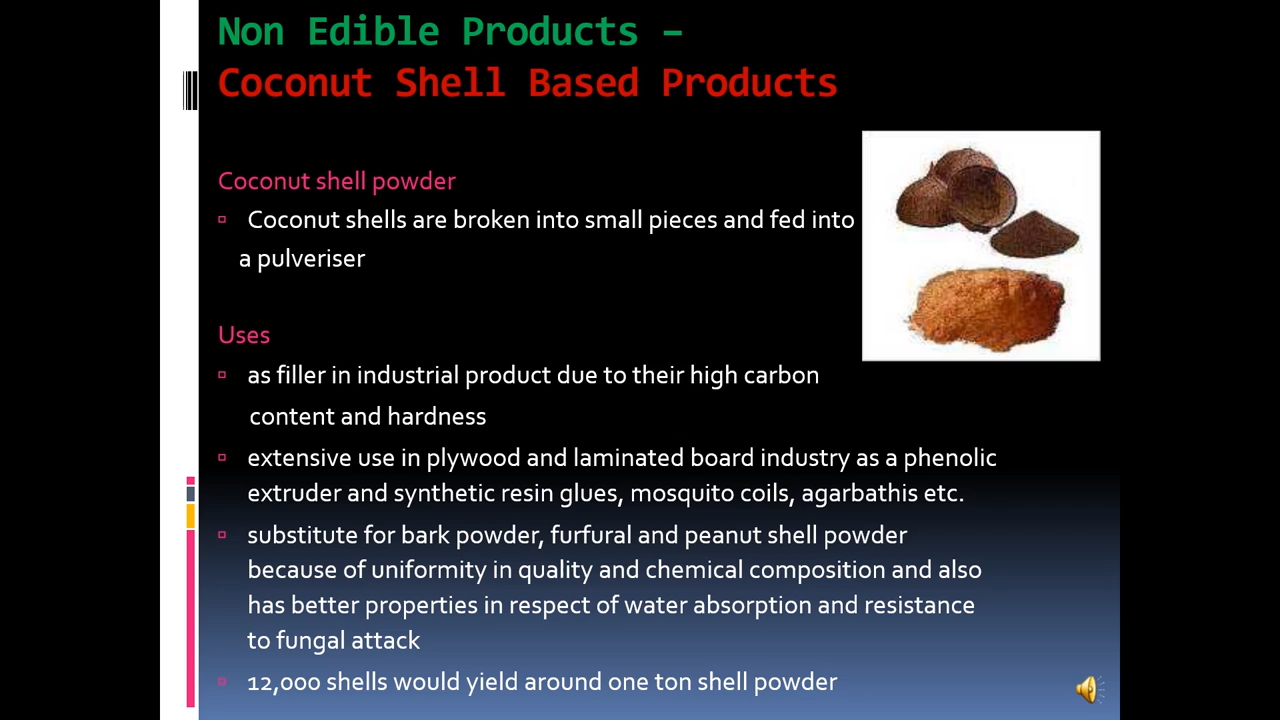 Non Edible Products –
Coconut Shell Based Products
Coconut shell powder
Coconut shells are broken into small pieces and fed into
a pulveriser
Uses
as filler in industrial product due to their high carbon
content and hardness
extensive use in plywood and laminated board industry as a phenolic
extruder and synthetic resin glues, mosquito coils, agarbathis etc.
substitute for bark powder, furfural and peanut shell powder
because of uniformity in quality and chemical composition and also
has better properties in respect of water absorption and resistance
to fungal attack
12,000 shells would yield around one ton shell powder